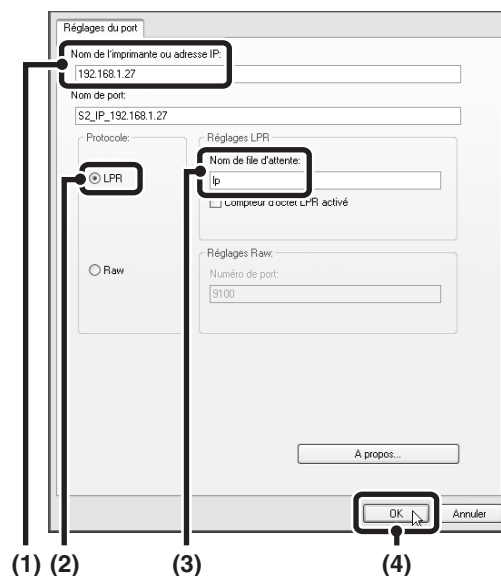 Réglages du port
Nom de l'imprimante ou adresse IP:
192.168.1.27
Nom de port:
S2_IP_192.168.1.27
Protocole:
LPR
Raw
Réglages LPR
Nom de file d'attente:
lp
Compteur d'octet LPR activé
Réglages Raw:
Numéro de port:
9100
A propos...
OK
Annuler
(1) (2) (3) (4)